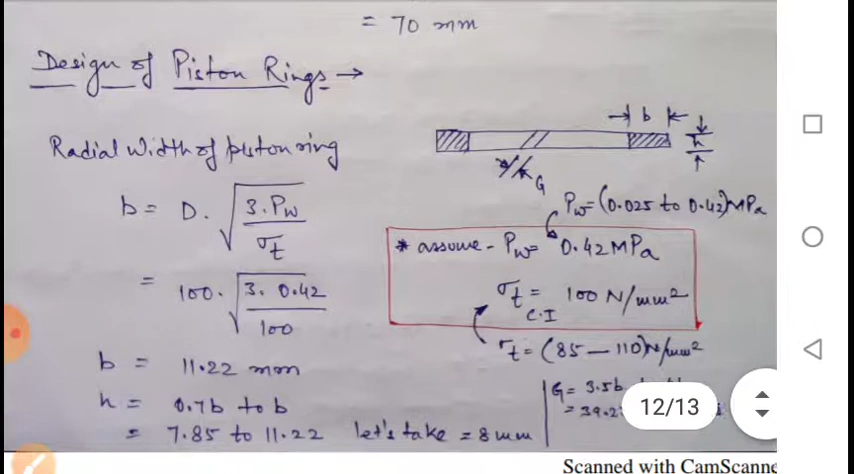 = 70 mm
Design of Piston Rings →
Radial Width of piston ring
b
h
G
b = D. √ 3. Pw / σt
Pw = (0.025 to 0.42) MPa
* assume - Pw = 0.42 MPa
= 100. √ 3. 0.42 / 100
σt = 100 N/mm²
C.I
σt = (85 — 110) N/mm²
b = 11.22 mm
G = 3.5b
h = 0.7b to b
= 39.2
= 7.85 to 11.22 let's take = 8 mm
12/13
Scanned with CamScanne